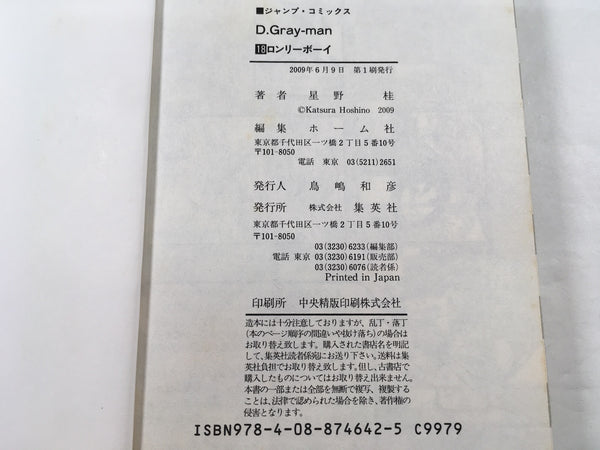 ■ジャンプ・コミックス
D.Gray-man
18ロンリーボーイ
2009年6月9日 第1刷発行
著者 星野 桂
©Katsura Hoshino 2009
編集 ホーム社
東京都千代田区一ツ橋2丁目5番10号
〒101-8050
電話 東京 03(5211)2651
発行人 鳥嶋和彦
発行所 株式会社 集英社
東京都千代田区一ツ橋2丁目5番10号
〒101-8050
03(3230)6233(編集部)
電話 東京 03(3230)6191(販売部)
03(3230)6076(読者係)
Printed in Japan
印刷所 中央精版印刷株式会社
造本には十分注意しておりますが、乱丁・落丁
(本のページ順序の間違いや抜け落ち)の場合は
お取り替え致します。購入された書店名を明記
して、集英社読者係宛にお送り下さい。送料は集
英社負担でお取り替え致します。但し、古書店で
購入したものについてはお取り替え出来ません。
本書の一部または全部を無断で複写、複製する
ことは、法律で認められた場合を除き、著作権の
侵害となります。
ISBN978-4-08-874642-5 C9979